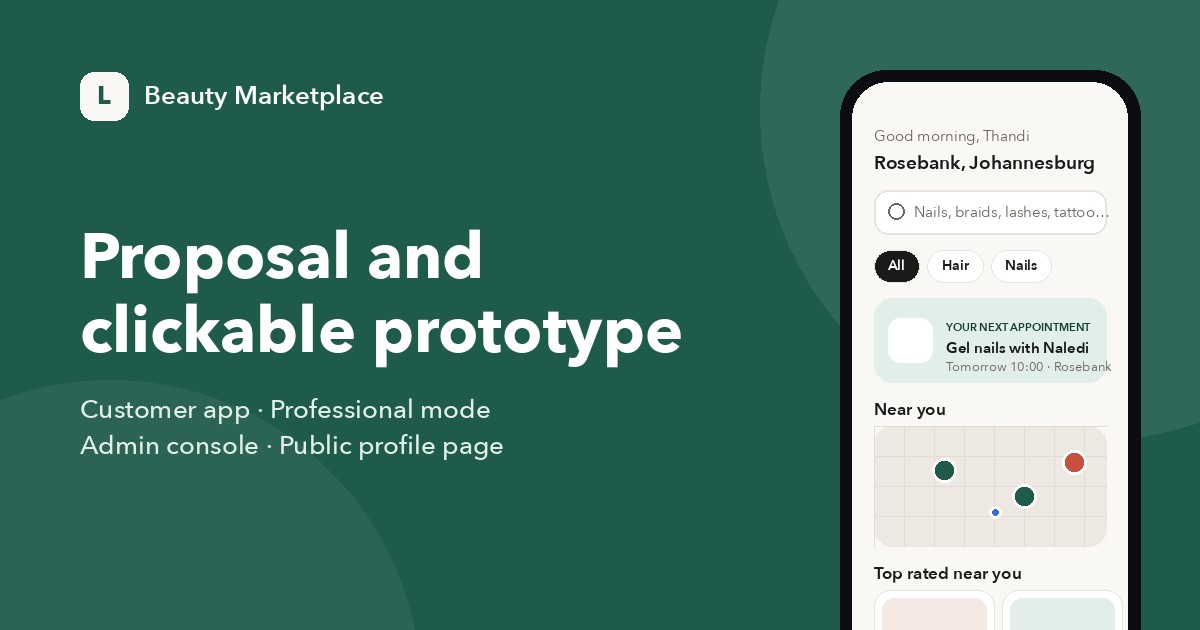 L
Beauty Marketplace
Proposal and
clickable prototype
Customer app · Professional mode
Admin console · Public profile page
Good morning, Thandi
Rosebank, Johannesburg
Nails, braids, lashes, tattoo...
All
Hair
Nails
YOUR NEXT APPOINTMENT
Gel nails with Naledi
Tomorrow 10:00 · Rosebank
Near you
Top rated near you